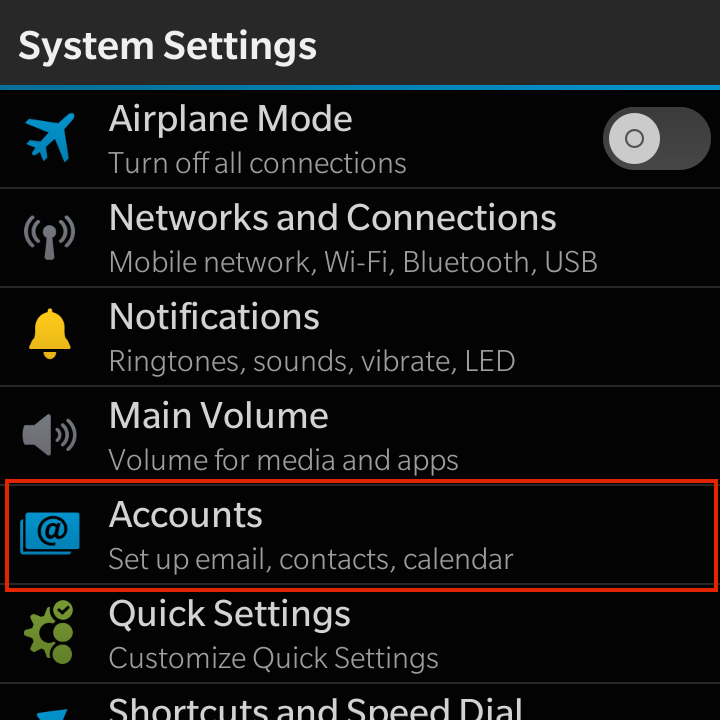 System Settings
Airplane Mode
Turn off all connections
Networks and Connections
Mobile network, Wi-Fi, Bluetooth, USB
Notifications
Ringtones, sounds, vibrate, LED
Main Volume
Volume for media and apps
@
Accounts
Set up email, contacts, calendar
Quick Settings
Customize Quick Settings
Shortcuts and Speed Dial